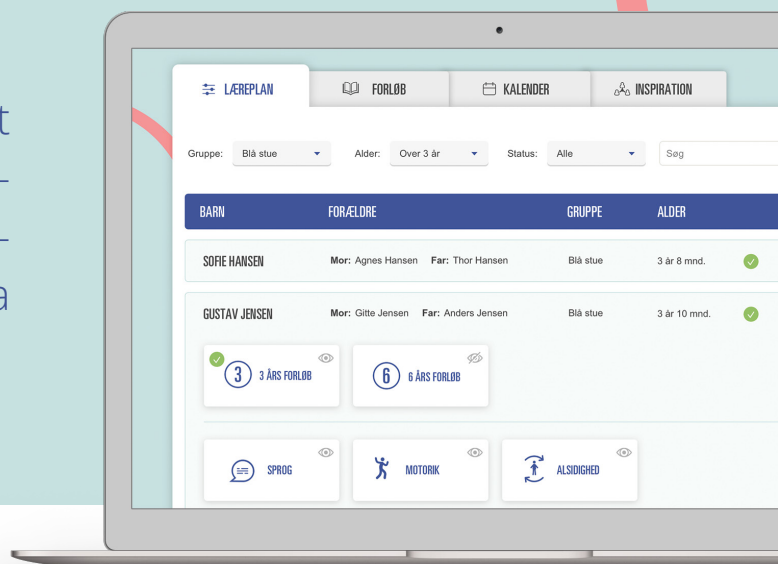 LÆREPLAN FORLØB KALENDER INSPIRATION
Gruppe: Blå stue Alder: Over 3 år Status: Alle Søg
BARN FORÆLDRE GRUPPE ALDER
SOFIE HANSEN Mor: Agnes Hansen Far: Thor Hansen Blå stue 3 år 8 mnd.
GUSTAV JENSEN Mor: Gitte Jensen Far: Anders Jensen Blå stue 3 år 10 mnd.
3 3 ÅRS FORLØB 6 6 ÅRS FORLØB
SPROG MOTORIK ALSIDIGHED